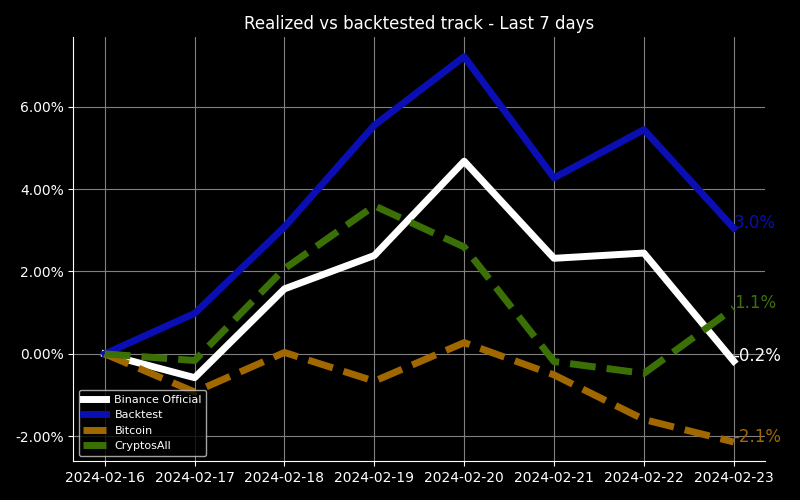 Realized vs backtested track - Last 7 days
6.00%
4.00%
2.00%
0.00%
-2.00%
3.0%
1.1%
-0.2%
-2.1%
Binance Official
Backtest
Bitcoin
CryptosAll
2024-02-16 2024-02-17 2024-02-18 2024-02-19 2024-02-20 2024-02-21 2024-02-22 2024-02-23